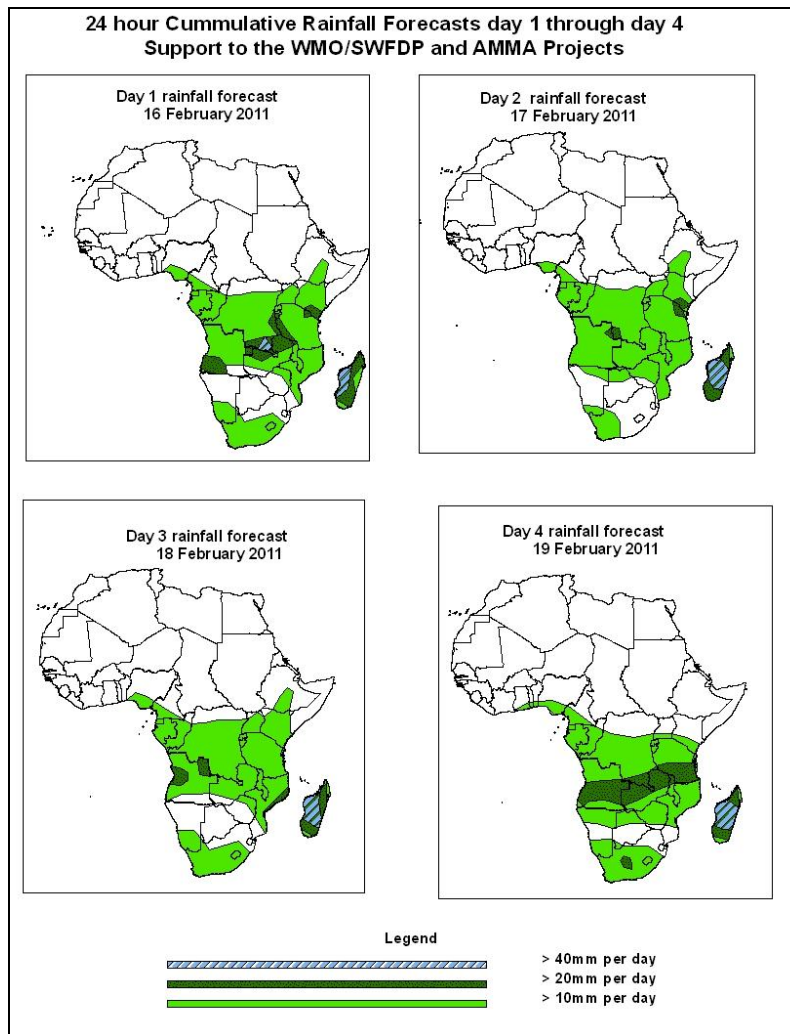 24 hour Cummulative Rainfall Forecasts day 1 through day 4
Support to the WMO/SWFDP and AMMA Projects
Day 1 rainfall forecast
16 February 2011
Day 2 rainfall forecast
17 February 2011
Day 3 rainfall forecast
18 February 2011
Day 4 rainfall forecast
19 February 2011
Legend
> 40mm per day
> 20mm per day
> 10mm per day